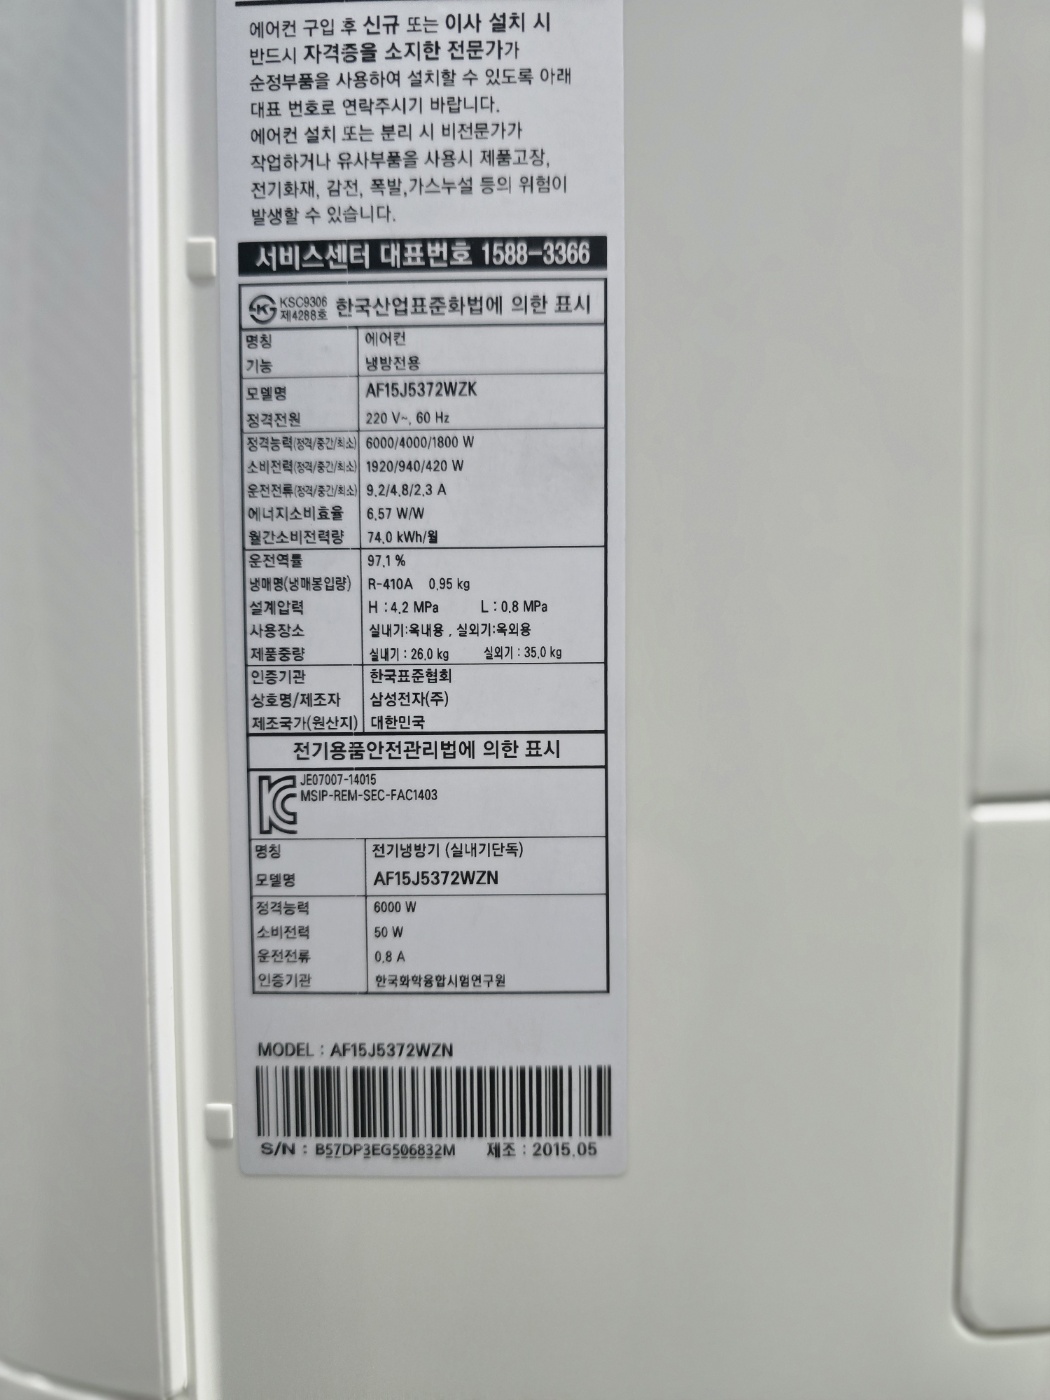 에어컨 구입 후 신규 또는 이사 설치 시
반드시 자격증을 소지한 전문가가
순정부품을 사용하여 설치할 수 있도록 아래
대표 번호로 연락주시기 바랍니다.
에어컨 설치 또는 분리 시 비전문가가
작업하거나 유사부품을 사용시 제품고장,
전기화재, 감전, 폭발,가스누설 등의 위험이
발생할 수 있습니다.
서비스센터 대표번호 1588-3366
KSC9306
제4288호 한국산업표준화법에 의한 표시
명칭 에어컨
기능 냉방전용
모델명 AF15J5372WZK
정격전원 220 V~, 60 Hz
정격능력(정격/중간/최소) 6000/4000/1800 W
소비전력(정격/중간/최소) 1920/940/420 W
운전전류(정격/중간/최소) 9.2/4.8/2.3 A
에너지소비효율 6.57 W/W
월간소비전력량 74.0 kWh/월
운전역률 97.1 %
냉매명(냉매봉입량) R-410A 0.95 kg
설계압력 H : 4.2 MPa L : 0.8 MPa
사용장소 실내기:옥내용 , 실외기:옥외용
제품중량 실내기 : 26.0 kg 실외기 : 35.0 kg
인증기관 한국표준협회
상호명/제조자 삼성전자(주)
제조국가(원산지) 대한민국
전기용품안전관리법에 의한 표시
JE07007-14015
MSIP-REM-SEC-FAC1403
명칭 전기냉방기 (실내기단독)
모델명 AF15J5372WZN
정격능력 6000 W
소비전력 50 W
운전전류 0.8 A
인증기관 한국화학융합시험연구원
MODEL : AF15J5372WZN
S/N : B57DP3EG506832M 제조 : 2015.05